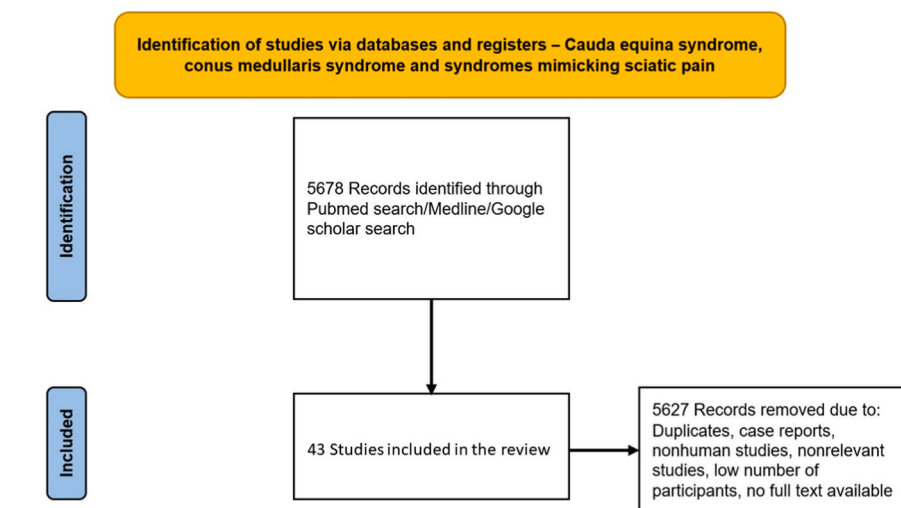 Identification of studies via databases and registers – Cauda equina syndrome,
conus medullaris syndrome and syndromes mimicking sciatic pain
Identification
5678 Records identified through
Pubmed search/Medline/Google
scholar search
Included
43 Studies included in the review
5627 Records removed due to:
Duplicates, case reports,
nonhuman studies, nonrelevant
studies, low number of
participants, no full text available